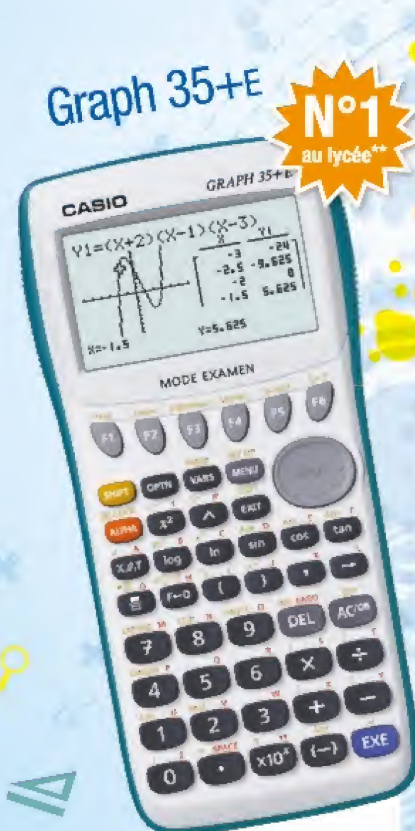 Graph 35+E
N°1
au lycée**
CASIO
GRAPH 35+E
Y1=(X+2)(X-1)(X-3)
X Y1
-3 -24
-2.5 -9.625
-2 0
-1.5 5.625
X=-1.5 Y=5.625
MODE EXAMEN
F1 F2 F3 F4 F5 F6
SHIFT OPTN VARS MENU
ALPHA x² ^ EXIT
X,θ,T log ln sin cos tan
F↔D ( ) , →
7 8 9 DEL AC/ON
4 5 6 × ÷
1 2 3 + −
0 . ×10ˣ (−) EXE